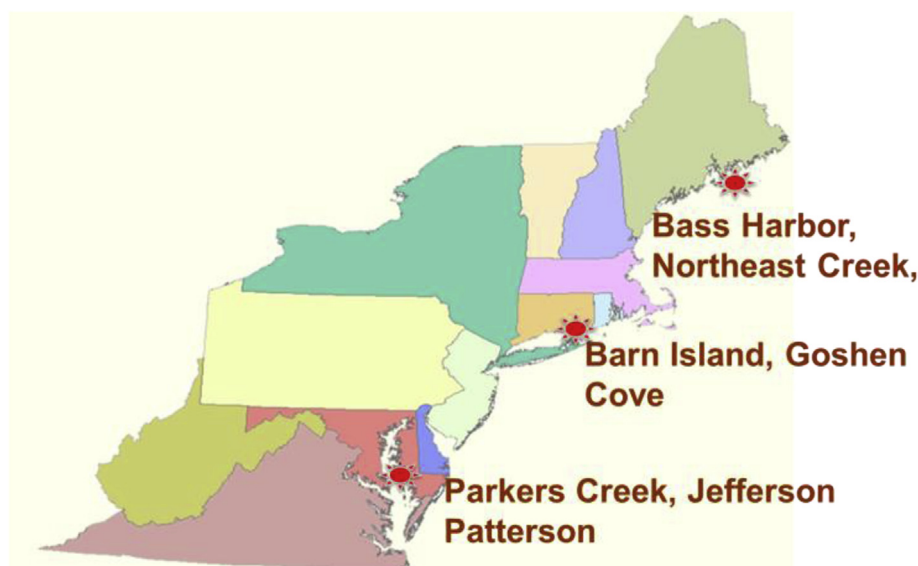 Bass Harbor,
Northeast Creek,
Barn Island, Goshen
Cove
Parkers Creek, Jefferson
Patterson